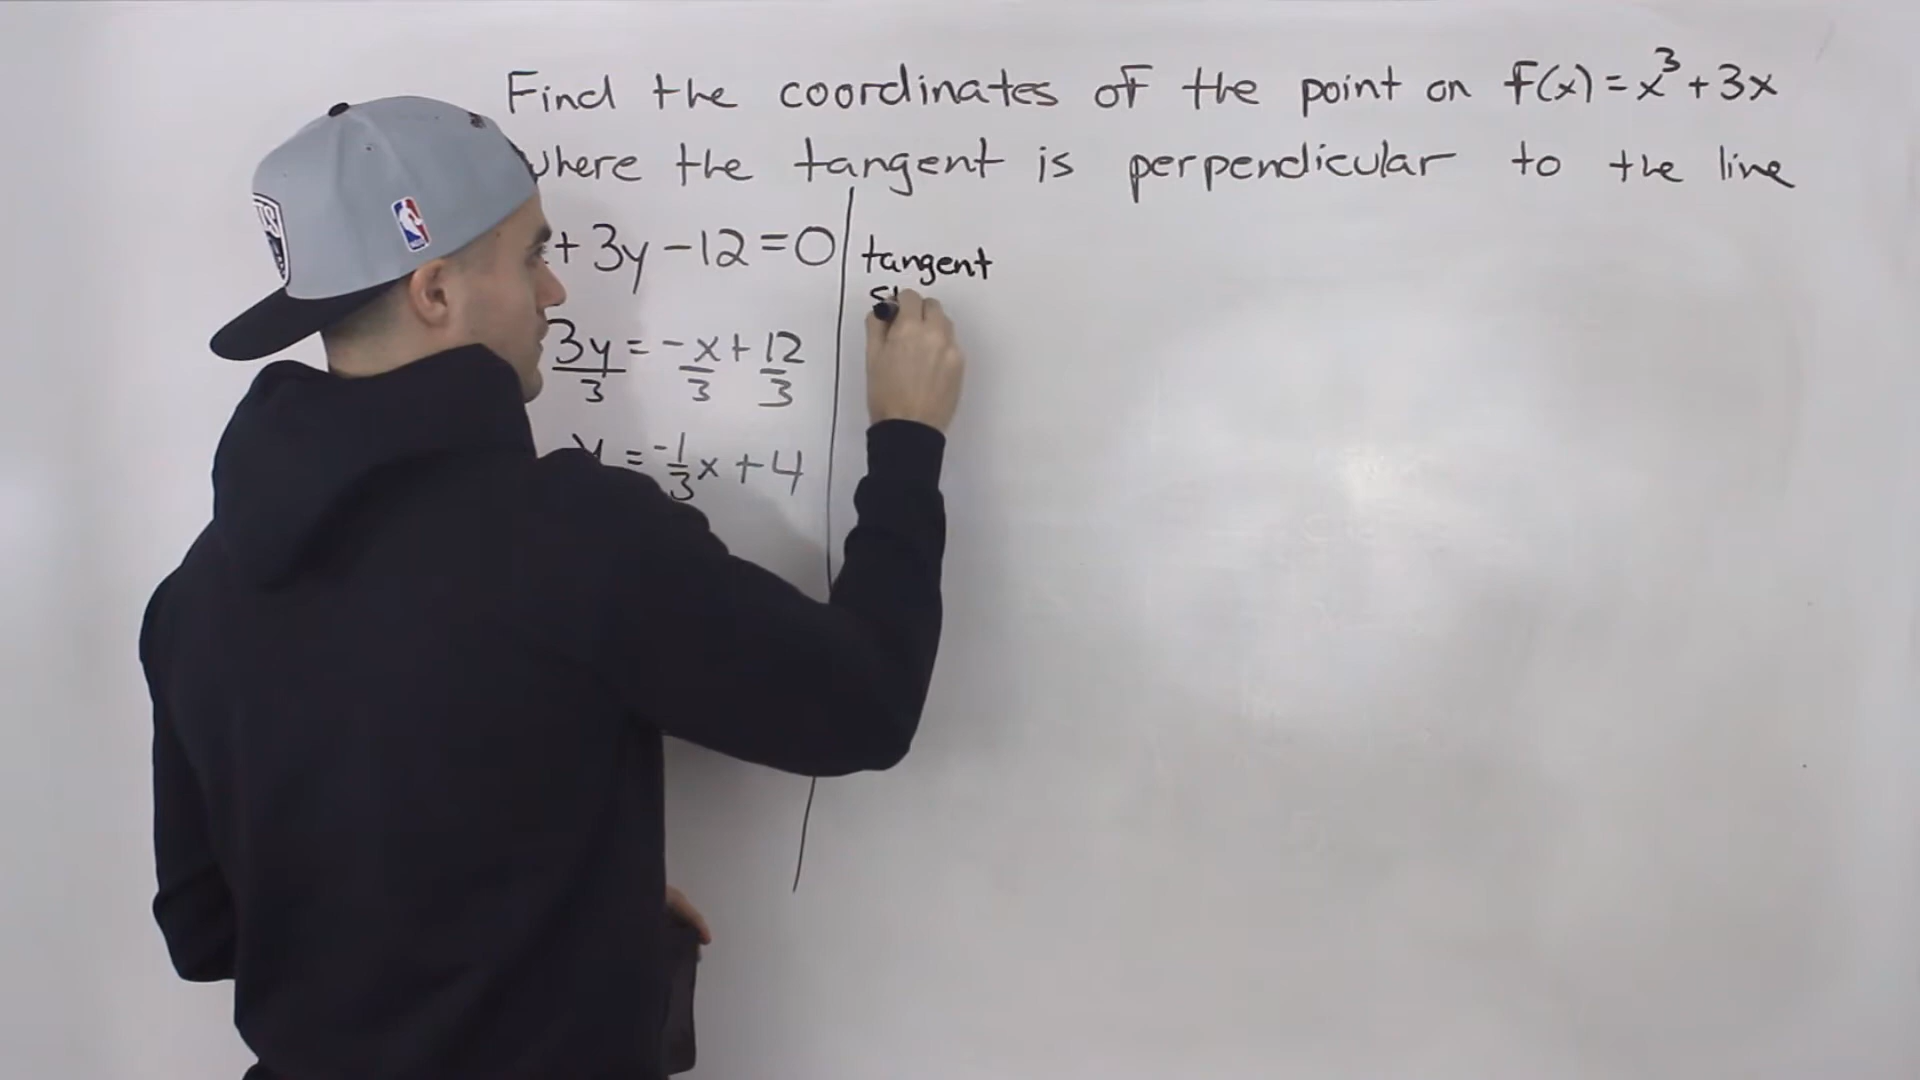 Find the coordinates of the point on f(x) = x³ + 3x
where the tangent is perpendicular to the line
+ 3y - 12 = 0
tangent
3y/3 = -x/3 + 12/3
y = -1/3 x + 4